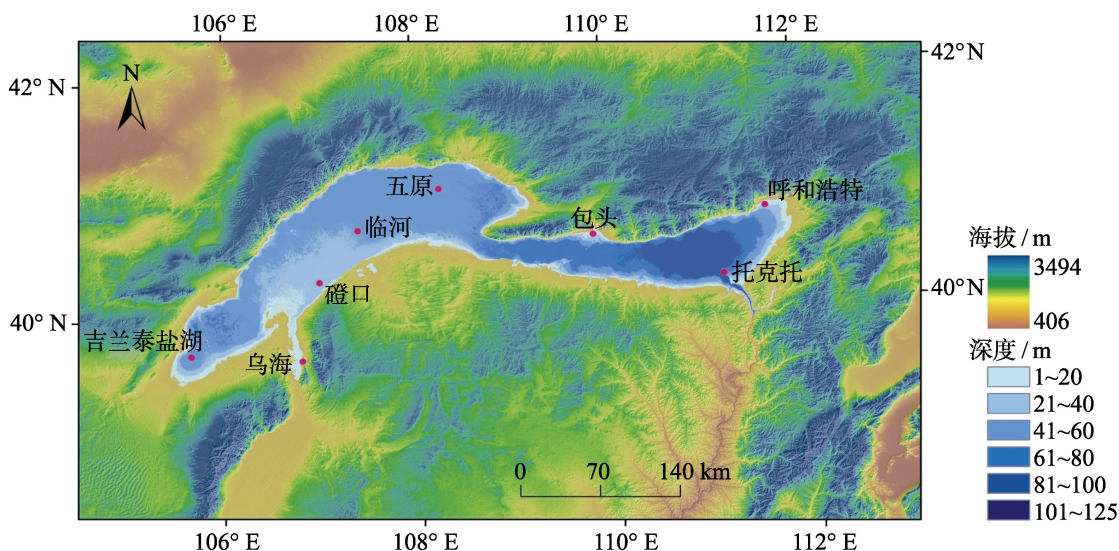 106° E
108° E
110° E
112° E
42° N
42°N
N
五原
呼和浩特
包头
临河
托克托
磴口
40°N
40° N
吉兰泰盐湖
乌海
0 70 140 km
106° E
108° E
110° E
112° E
海拔 / m
3494
406
深度 / m
1~20
21~40
41~60
61~80
81~100
101~125